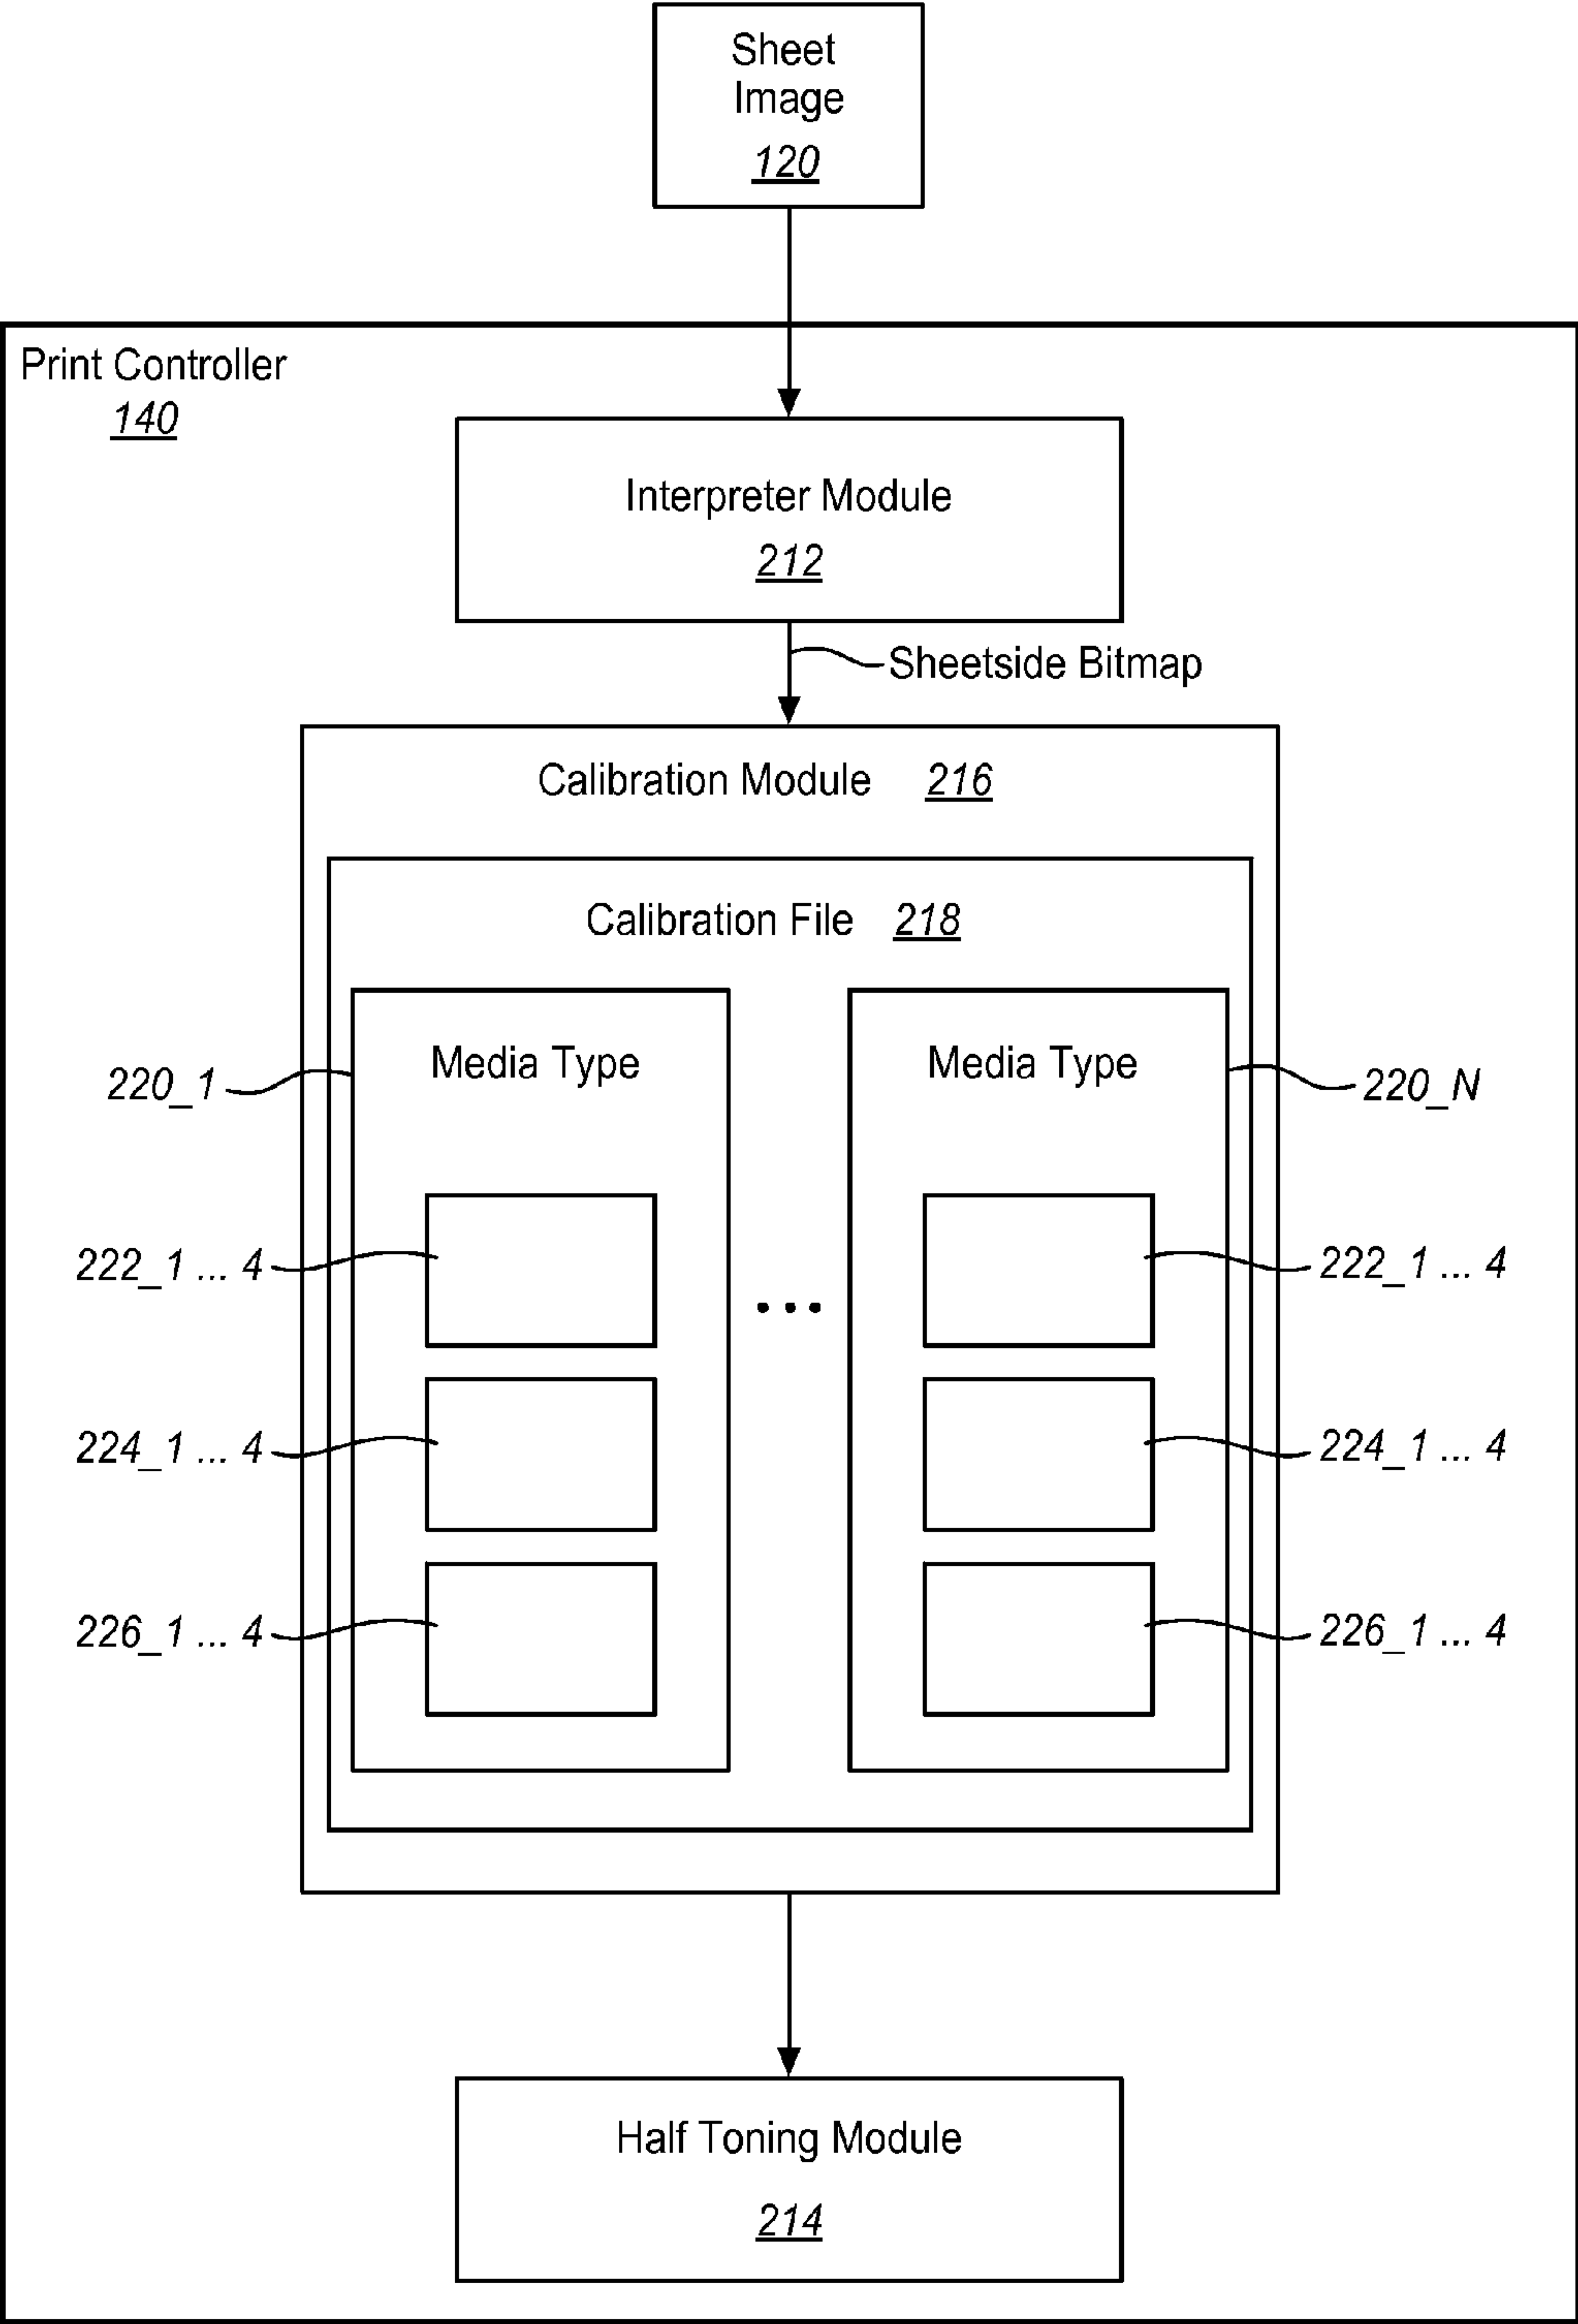 Sheet
Image
120
Print Controller
140
Interpreter Module
212
Sheetside Bitmap
Calibration Module 216
Calibration File 218
Media Type Media Type
220_1 220_N
222_1 ... 4 ... 222_1 ... 4
224_1 ... 4 224_1 ... 4
226_1 ... 4 226_1 ... 4
Half Toning Module
214